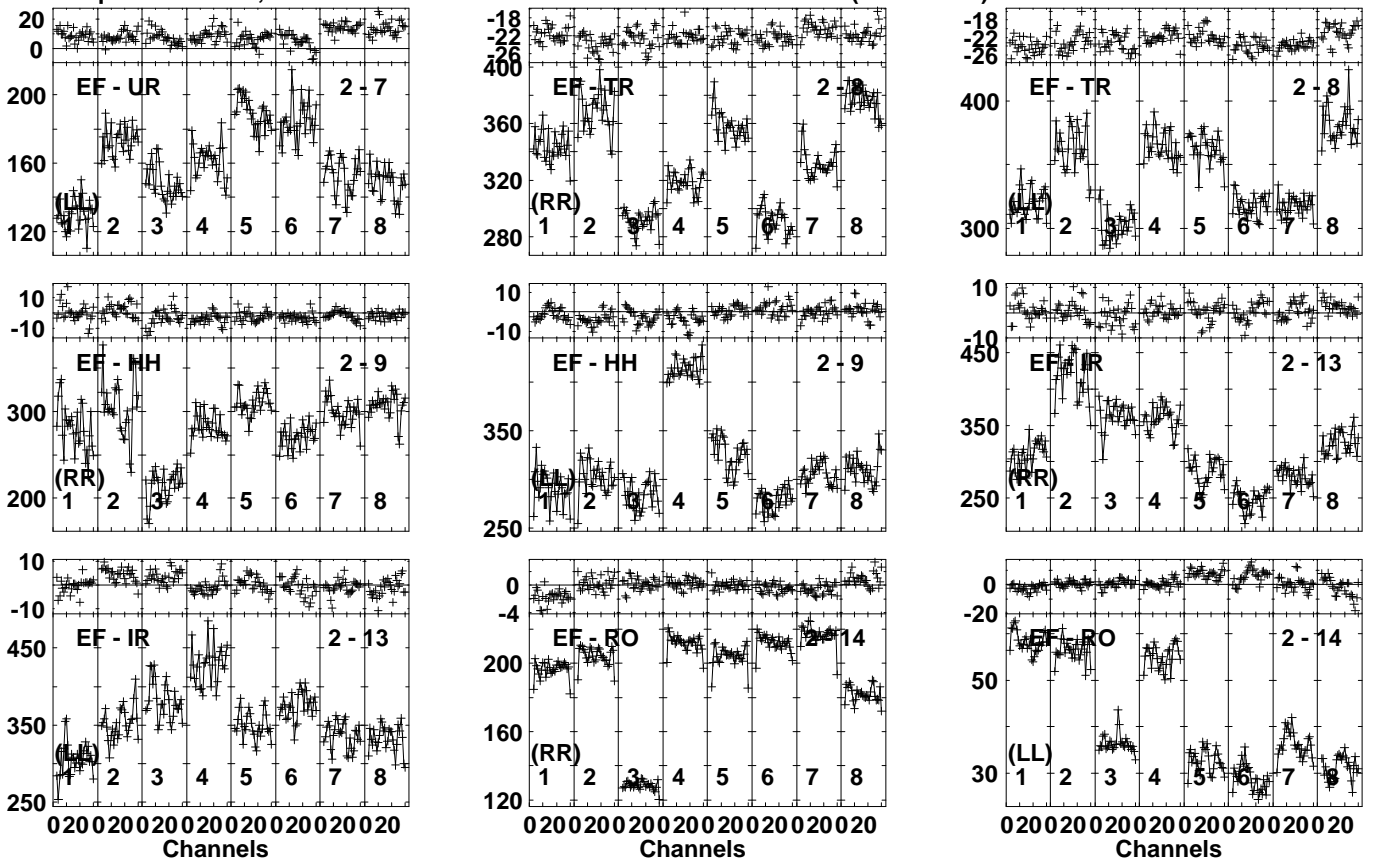 20 -18 -18
0 -22 -22
-26 -26
400
EF - UR 2 - 7 EF - TR 2 - 8 EF - TR 2 - 8
200 400
360
160
320
(LL) (RR) (LL)
120 1 2 3 4 5 6 7 8 280 1 2 3 4 5 6 7 8 300 1 2 3 4 5 6 7 8
10 10 10
-10 -10 -10
EF - HH 2 - 9 EF - HH 2 - 9 450 EF - IR 2 - 13
300 350 350
(RR) (LL) (RR)
200 1 2 3 4 5 6 7 8 250 1 2 3 4 5 6 7 8 250 1 2 3 4 5 6 7 8
10 0 0
-10 -4 -20
EF - IR 2 - 13 EF - RO 2 - 14 EF - RO 2 - 14
450 200 50
350 160
(LL) (RR) (LL)
250 1 2 3 4 5 6 7 8 120 1 2 3 4 5 6 7 8 30 1 2 3 4 5 6 7 8
0 20 0 20 0 20 0 20 0 20 0 20 0 20 0 20 0 20 0 20 0 20 0 20 0 20 0 20 0 20 0 20 0 20 0 20 0 20 0 20 0 20 0 20 0 20 0 20
Channels Channels Channels